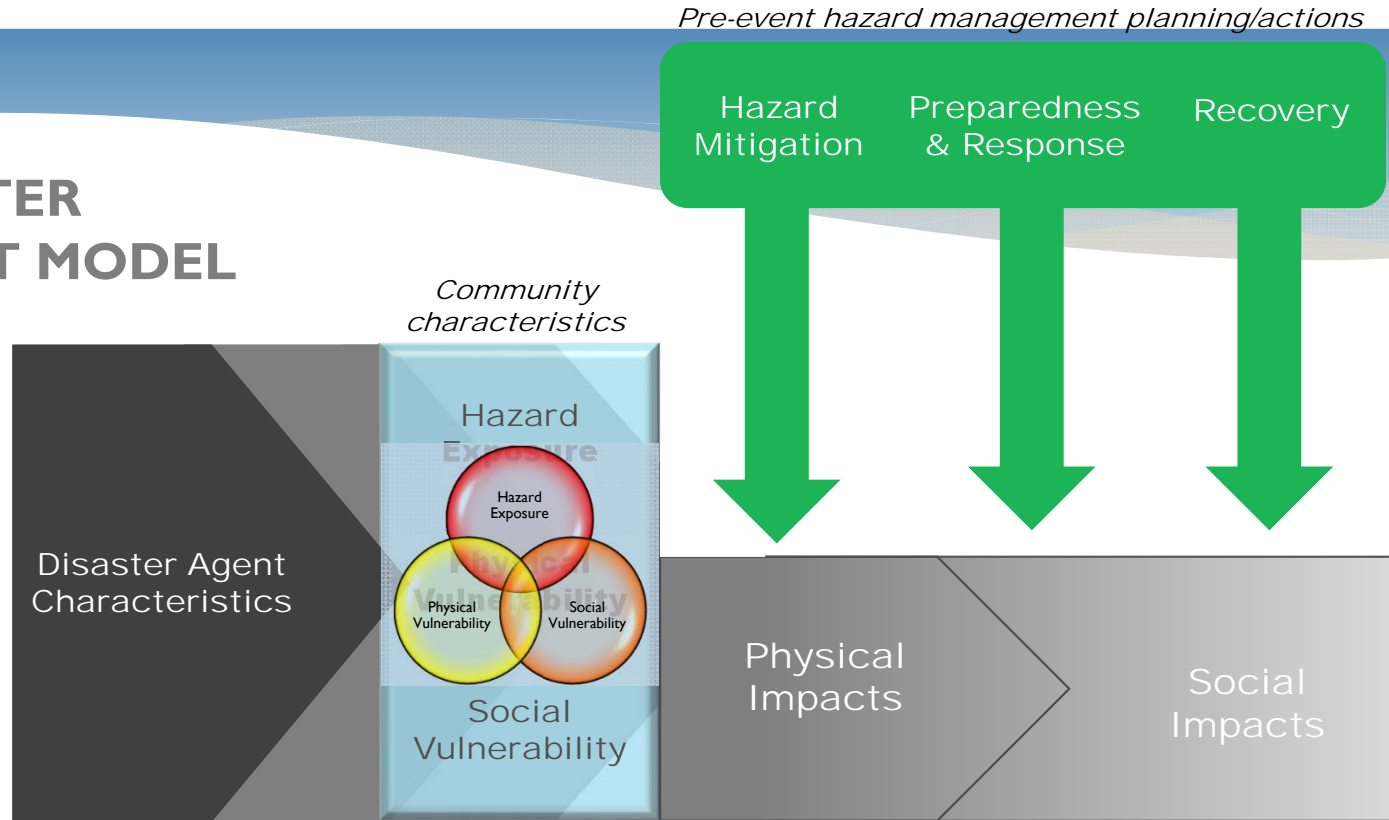 Pre-event hazard management planning/actions
Hazard
Mitigation
Preparedness
& Response
Recovery
TER
T MODEL
Community
characteristics
Hazard
Exposure
Hazard
Exposure
Physical
Vulnerability
Physical
Vulnerability
Social
Vulnerability
Social
Vulnerability
Disaster Agent
Characteristics
Physical
Impacts
Social
Impacts